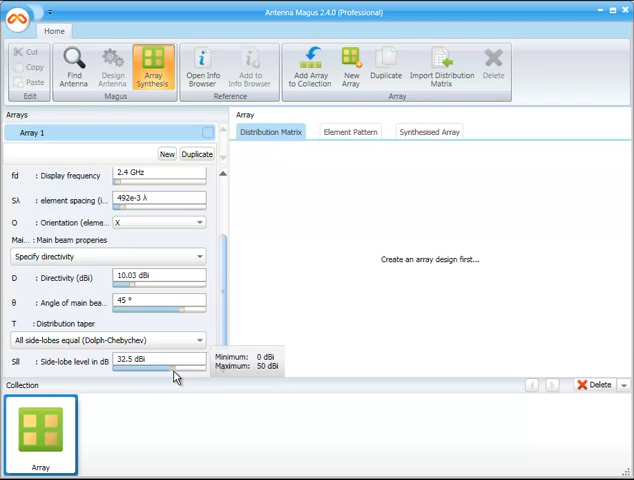 Antenna Magus 2.4.0 (Professional)
Home
Cut
Copy
Paste
Find Antenna
Design Antenna
Array Synthesis
Open Info Browser
Add to Info Browser
Add Array to Collection
New Array
Duplicate
Import Distribution Matrix
Delete
Edit
Magus
Reference
Array
Arrays
Array
Array 1
Distribution Matrix
Element Pattern
Synthesised Array
New
Duplicate
fd : Display frequency 2.4 GHz
Sλ : element spacing (i... 492e-3 λ
O : Orientation (eleme... X
Mai... : Main beam properies
Specify directivity
Create an array design first...
D : Directivity (dBi) 10.03 dBi
θ : Angle of main bea... 45 °
T : Distribution taper
All side-lobes equal (Dolph-Chebychev)
Sll : Side-lobe level in dB 32.5 dBi
Minimum: 0 dBi
Maximum: 50 dBi
Collection
Delete
Array